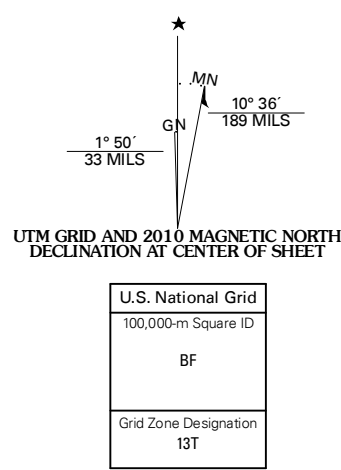 MN
GN
10° 36´
189 MILS
1° 50´
33 MILS
UTM GRID AND 2010 MAGNETIC NORTH
DECLINATION AT CENTER OF SHEET
U.S. National Grid
100,000-m Square ID
BF
Grid Zone Designation
13T